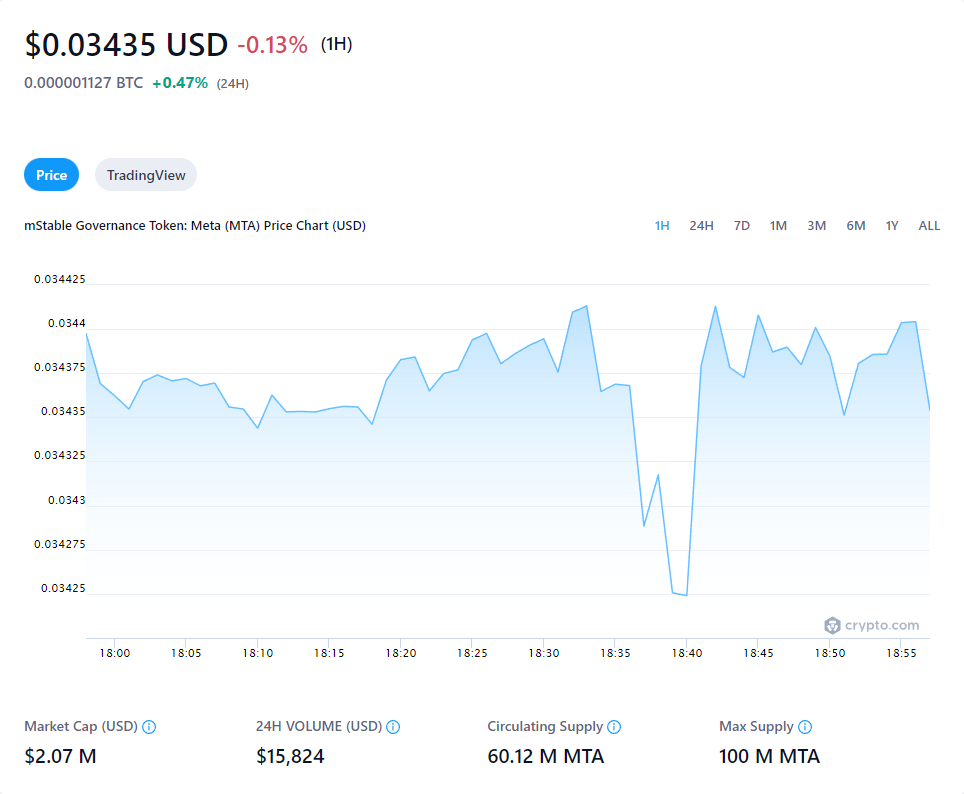 $0.03435 USD -0.13% (1H)
0.000001127 BTC +0.47% (24H)
Price TradingView
mStable Governance Token: Meta (MTA) Price Chart (USD) 1H 24H 7D 1M 3M 6M 1Y ALL
0.034425
0.0344
0.034375
0.03435
0.034325
0.0343
0.034275
0.03425
crypto.com
18:00 18:05 18:10 18:15 18:20 18:25 18:30 18:35 18:40 18:45 18:50 18:55
Market Cap (USD) 24H VOLUME (USD) Circulating Supply Max Supply
$2.07 M $15,824 60.12 M MTA 100 M MTA